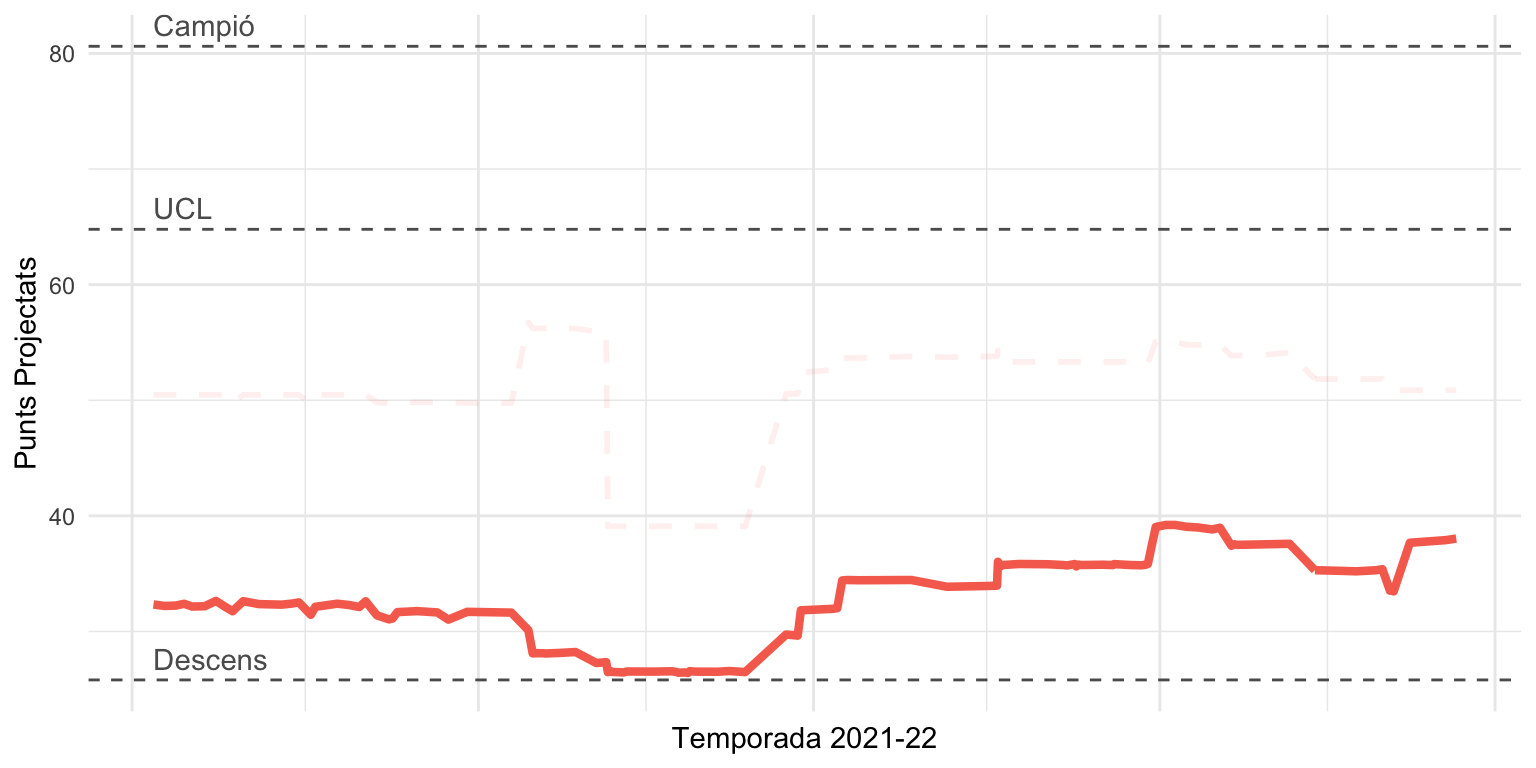 Campió
80
UCL
60
Punts Projectats
40
Descens
Temporada 2021-22